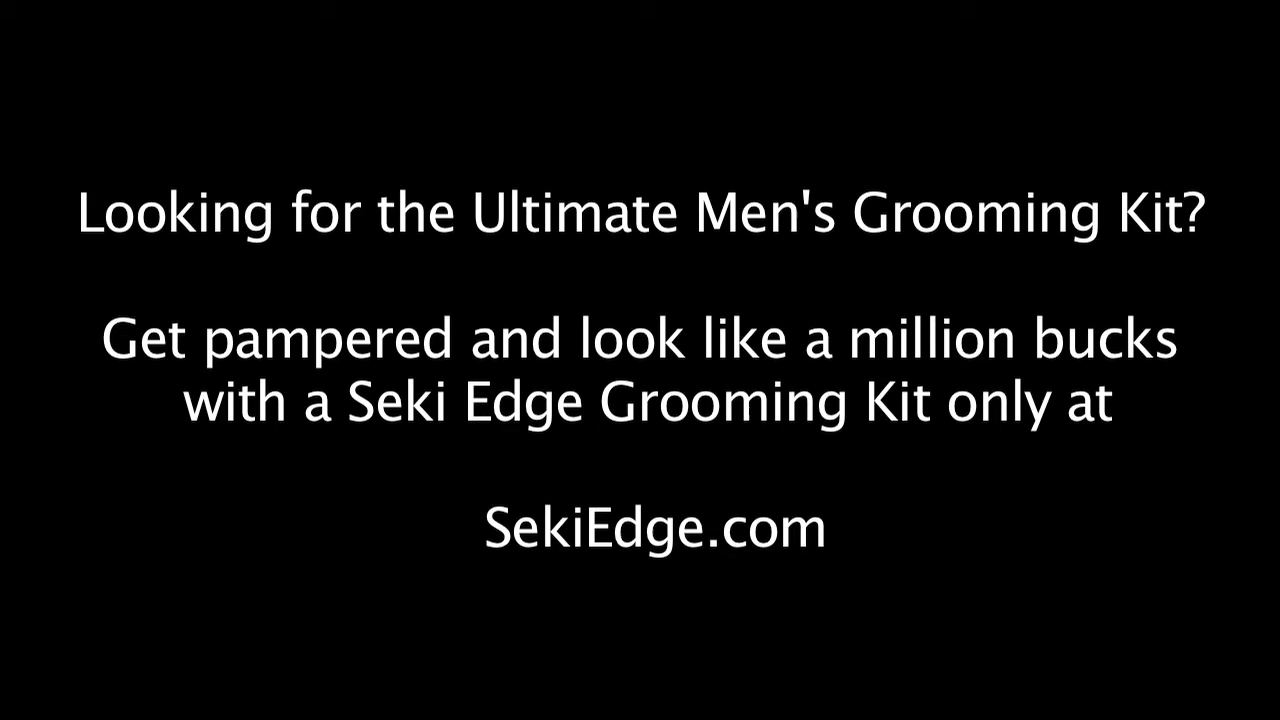 Looking for the Ultimate Men's Grooming Kit?
Get pampered and look like a million bucks
with a Seki Edge Grooming Kit only at
SekiEdge.com